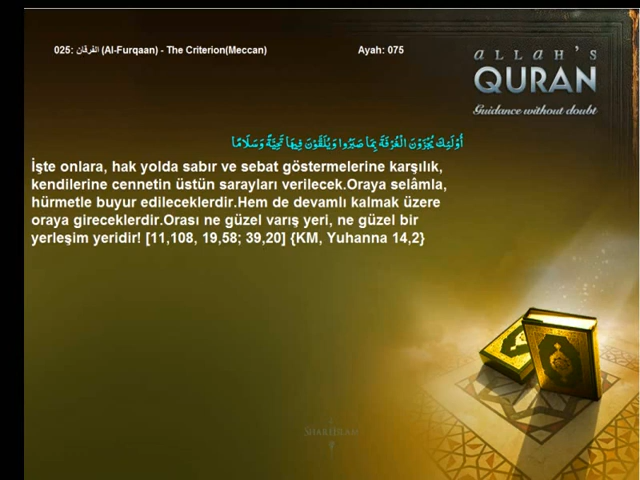 025: الفرقان (Al-Furqaan) - The Criterion(Meccan) Ayah: 075
ALLAH'S
QURAN
Guidance without doubt
أُوْلَئِكَ يُجْزَوْنَ الْغُرْفَةَ بِمَا صَبَرُوا وَيُلَقَّوْنَ فِيهَا تَحِيَّةً وَسَلَامًا
İşte onlara, hak yolda sabır ve sebat göstermelerine karşılık,
kendilerine cennetin üstün sarayları verilecek.Oraya selâmla,
hürmetle buyur edileceklerdir.Hem de devamlı kalmak üzere
oraya gireceklerdir.Orası ne güzel varış yeri, ne güzel bir
yerleşim yeridir! [11,108, 19,58; 39,20] {KM, Yuhanna 14,2}